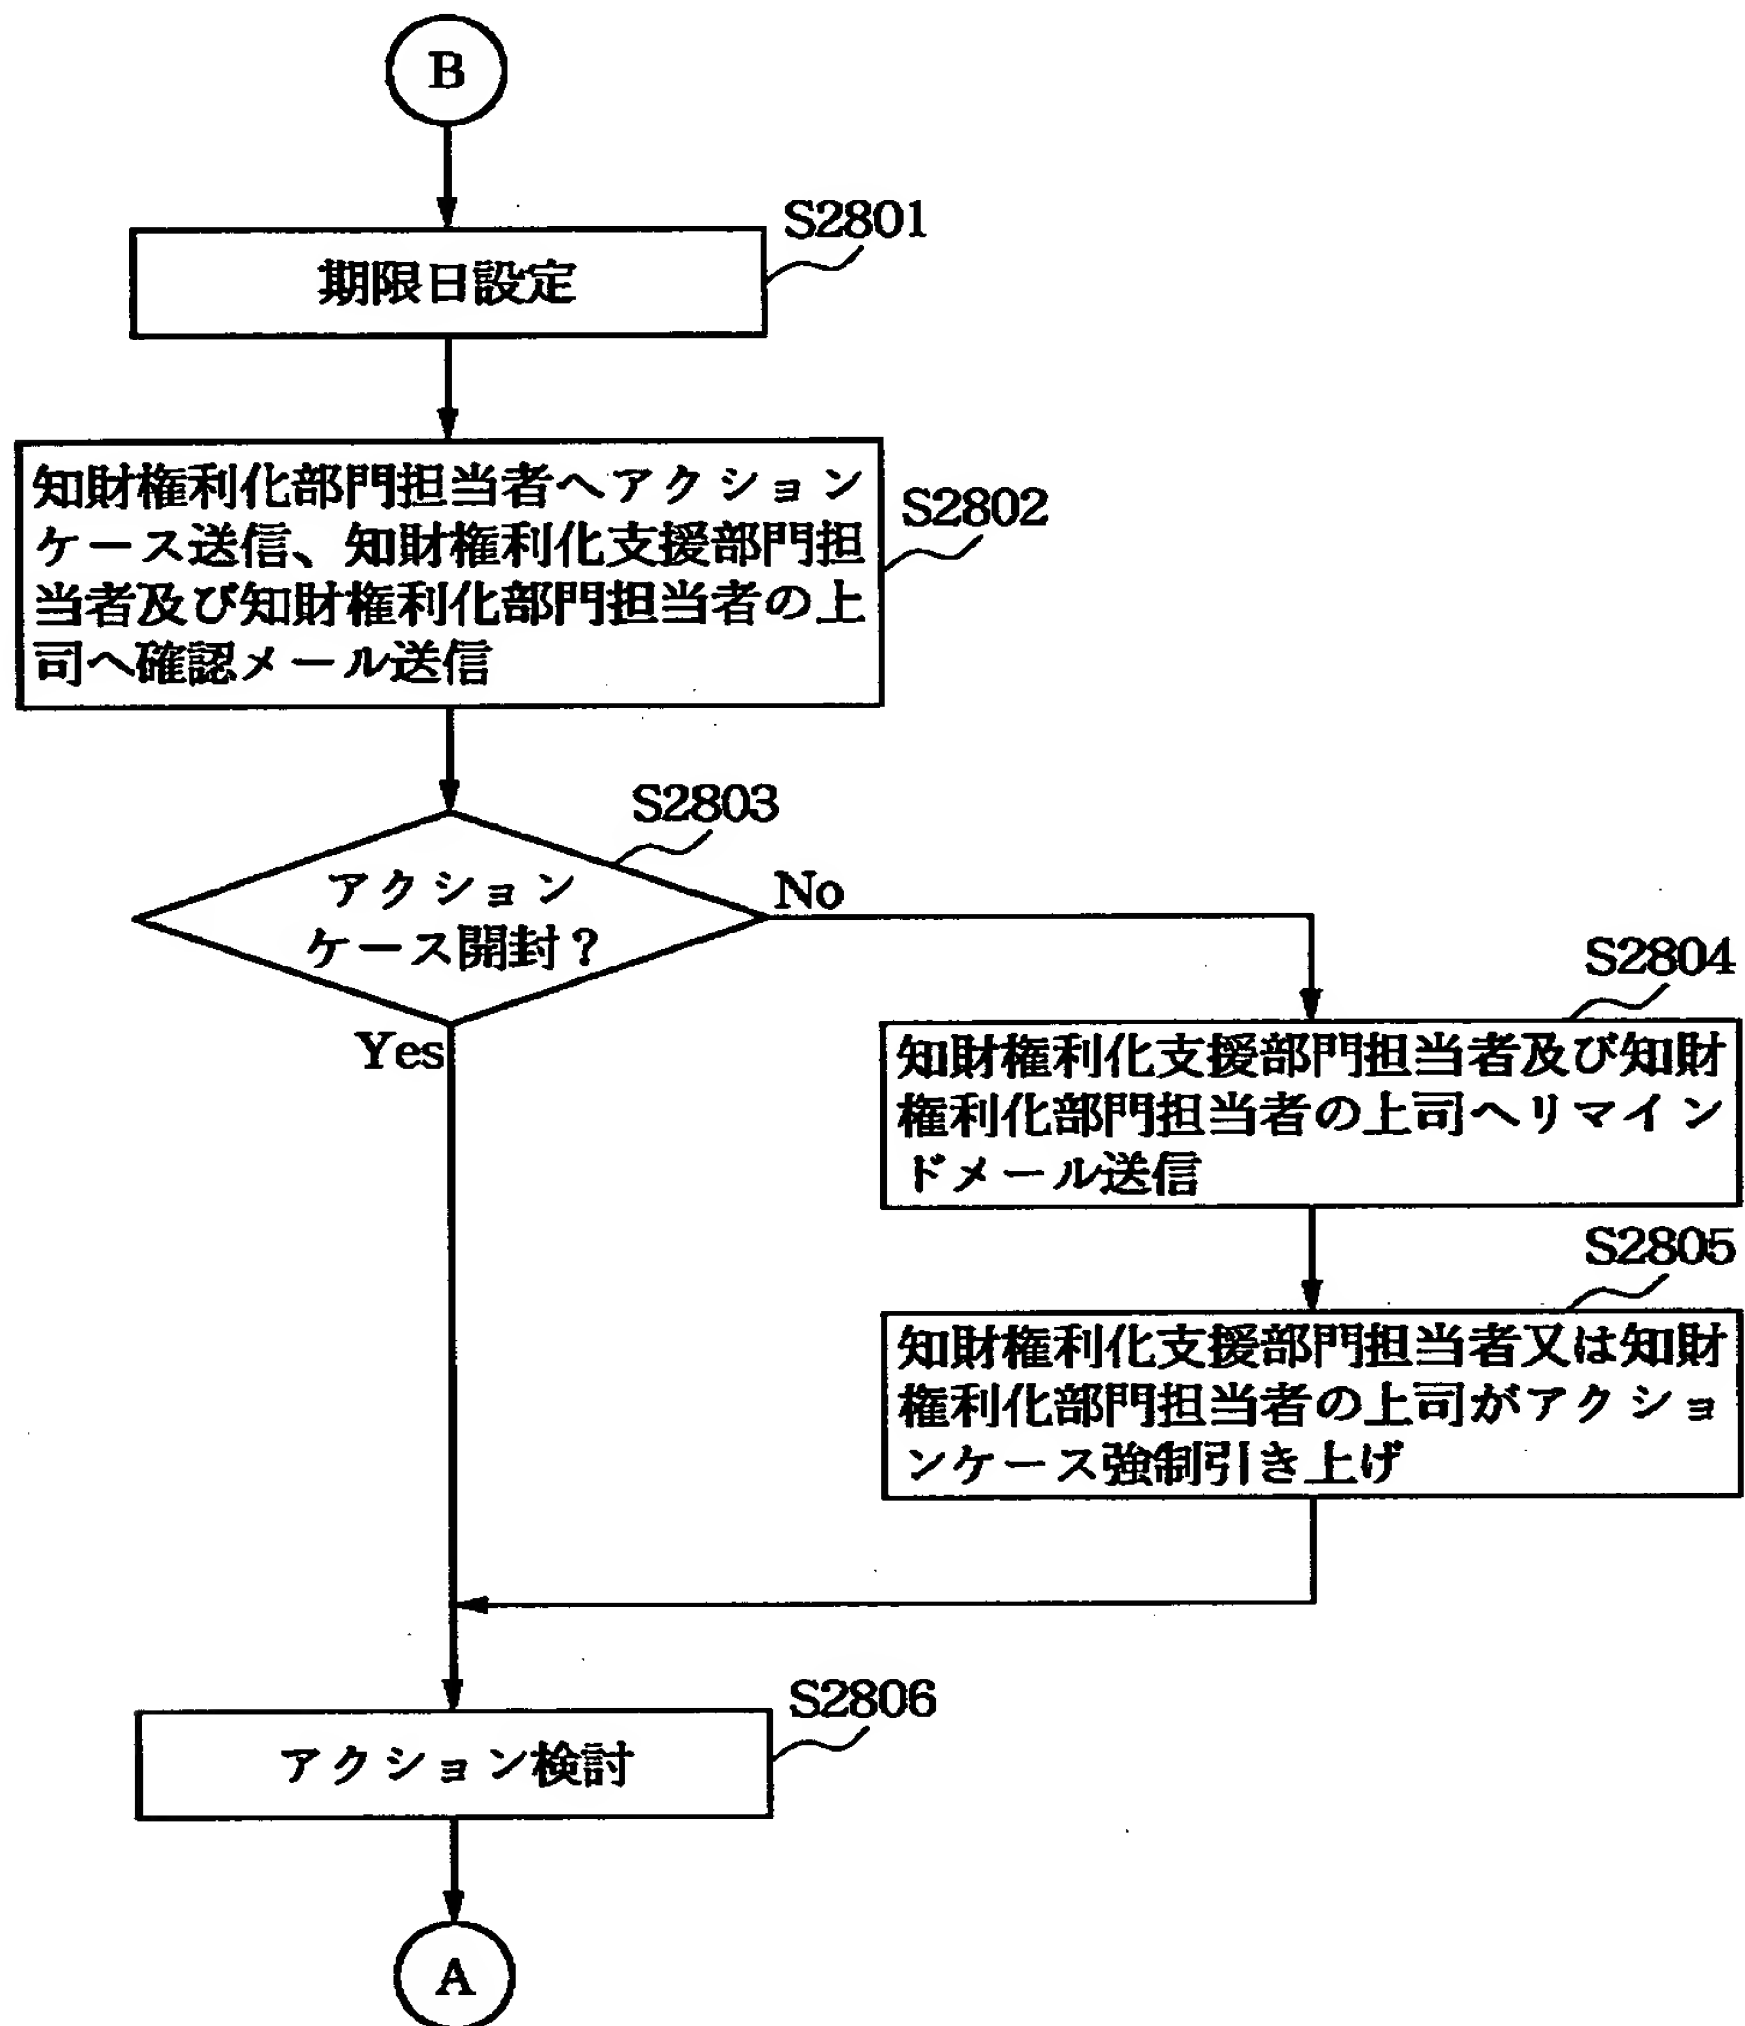 B
S2801
期限日設定
知財権利化部門担当者へアクション
ケース送信、知財権利化支援部門担
当者及び知財権利化部門担当者の上
司へ確認メール送信
S2802
S2803
アクション
ケース開封?
No
Yes
S2804
知財権利化支援部門担当者及び知財
権利化部門担当者の上司へリマイン
ドメール送信
S2805
知財権利化支援部門担当者又は知財
権利化部門担当者の上司がアクショ
ンケース強制引き上げ
S2806
アクション検討
A